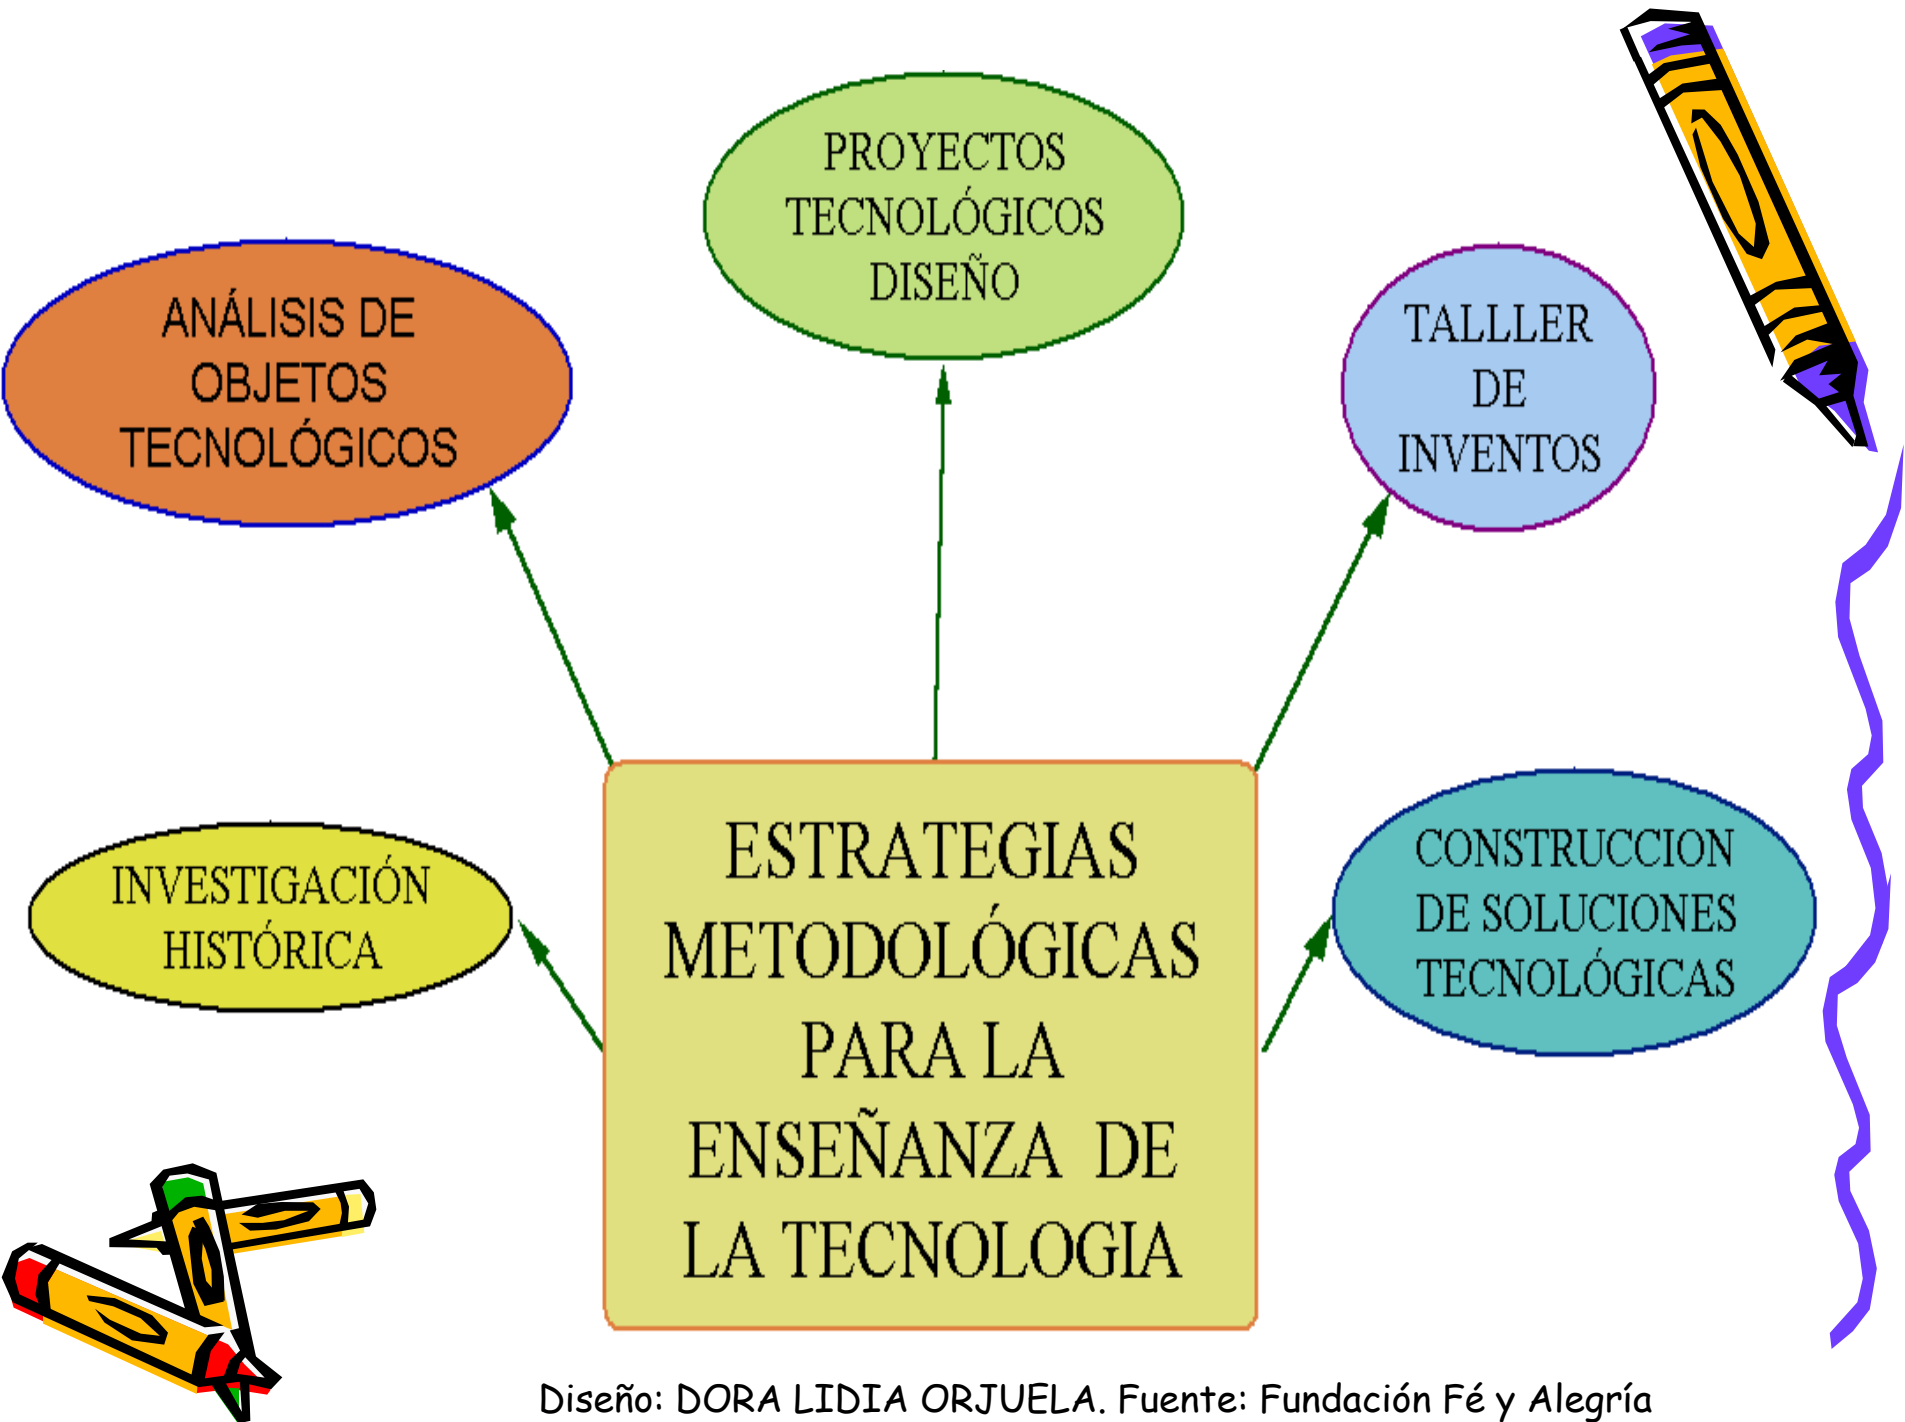 PROYECTOS
TECNOLÓGICOS
DISEÑO
ANÁLISIS DE
OBJETOS
TECNOLÓGICOS
TALLLER
DE
INVENTOS
INVESTIGACIÓN
HISTÓRICA
ESTRATEGIAS
METODOLÓGICAS
PARA LA
ENSEÑANZA DE
LA TECNOLOGIA
CONSTRUCCION
DE SOLUCIONES
TECNOLÓGICAS
Diseño: DORA LIDIA ORJUELA. Fuente: Fundación Fé y Alegría